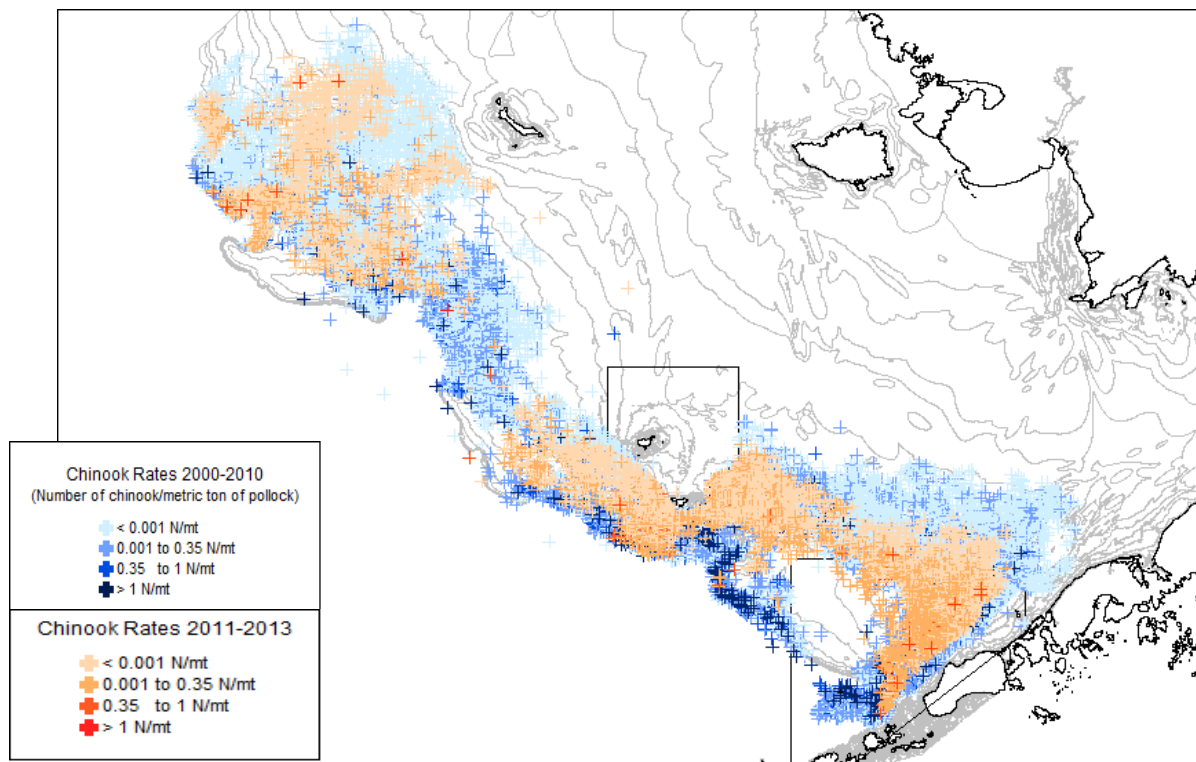 Chinook Rates 2000-2010
(Number of chinook/metric ton of pollock)
< 0.001 N/mt
0.001 to 0.35 N/mt
0.35 to 1 N/mt
> 1 N/mt
Chinook Rates 2011-2013
< 0.001 N/mt
0.001 to 0.35 N/mt
0.35 to 1 N/mt
> 1 N/mt